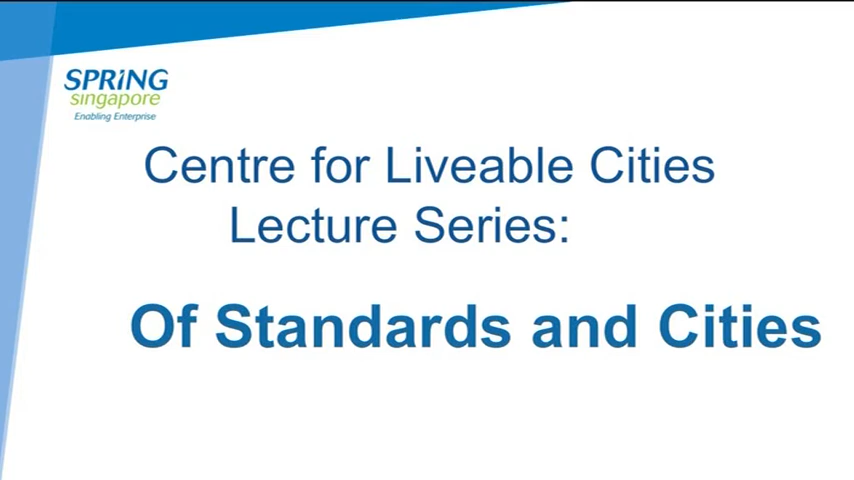 SPRING
singapore
Enabling Enterprise
Centre for Liveable Cities
Lecture Series:
Of Standards and Cities